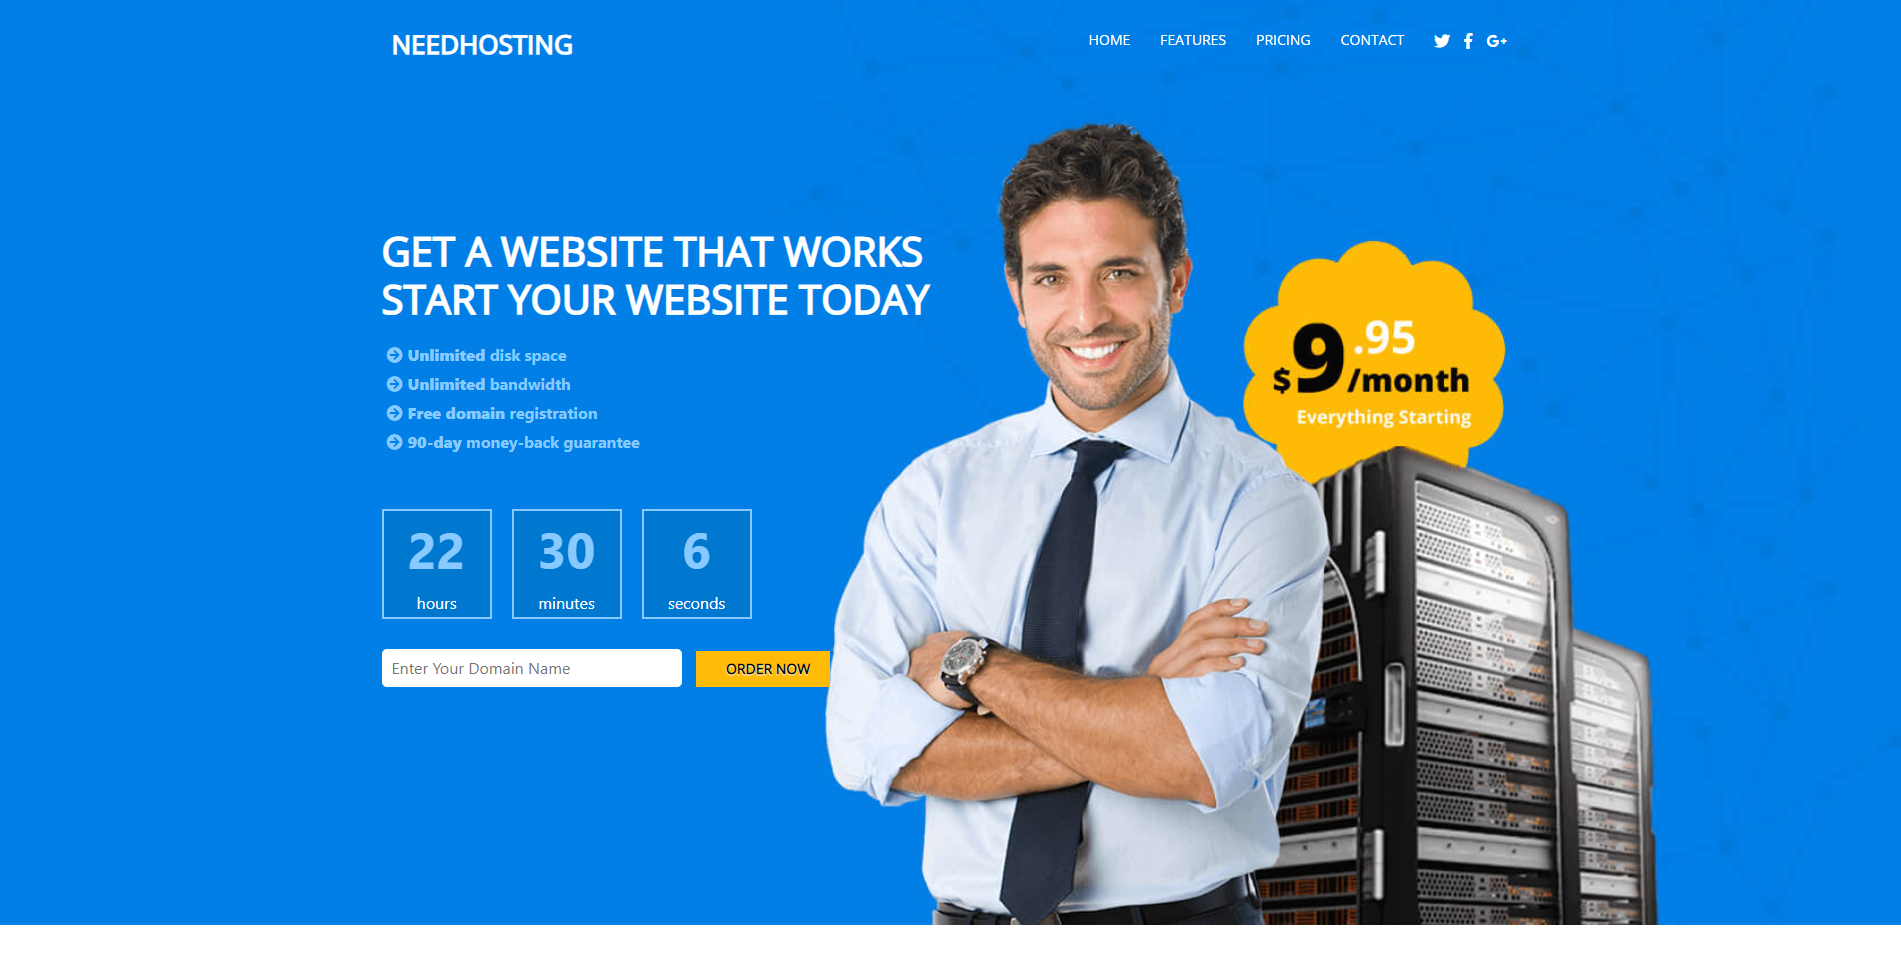 NEEDHOSTING
HOME FEATURES PRICING CONTACT
GET A WEBSITE THAT WORKS
START YOUR WEBSITE TODAY
Unlimited disk space
Unlimited bandwidth
Free domain registration
90-day money-back guarantee
22 30 6
hours minutes seconds
Enter Your Domain Name ORDER NOW
$9.95
/month
Everything Starting